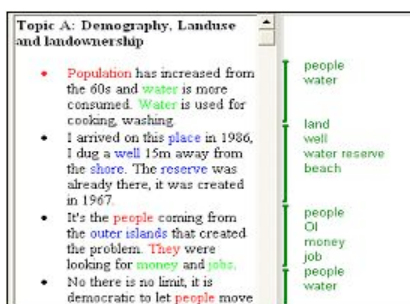 Topic A: Demography, Landuse
and landownership
• Population has increased from
the 60s and water is more
consumed. Water is used for
cooking, washing.
• I arrived on this place in 1986,
I dug a well 15m away from
the shore. The reserve was
already there, it was created
in 1967.
• It's the people coming from
the outer islands that created
the problem. They were
looking for money and jobs.
• No there is no limit, it is
democratic to let people move
people
water
land
well
water reserve
beach
people
OI
money
job
people
water